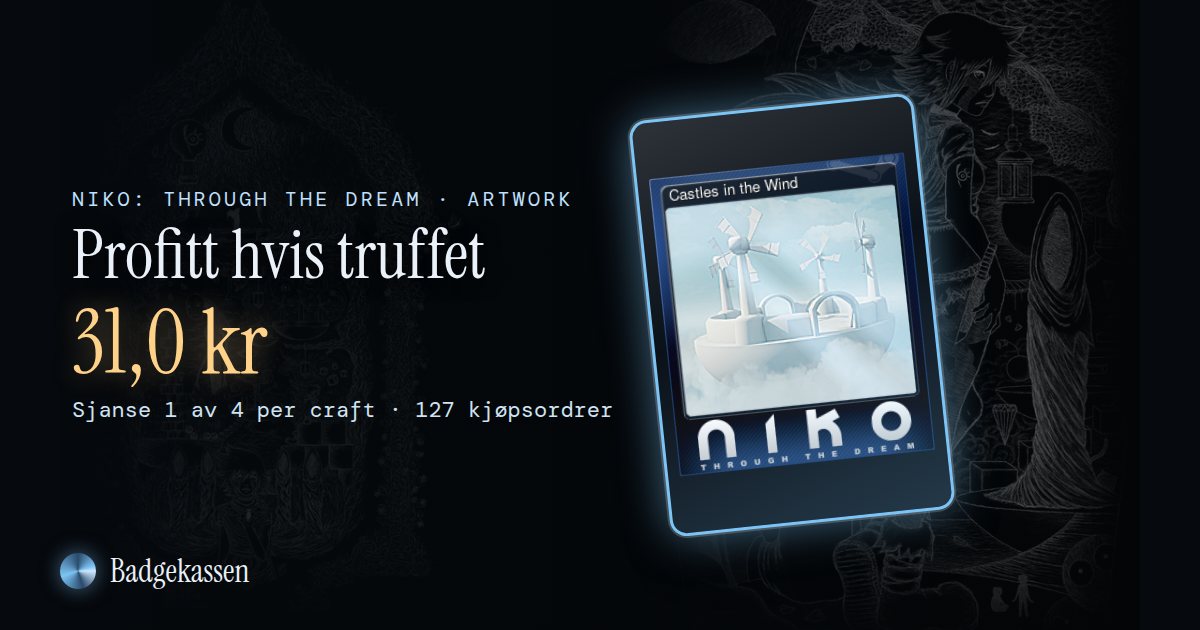 NIKO: THROUGH THE DREAM · ARTWORK
Profitt hvis truffet
31,0 kr
Sjanse 1 av 4 per craft · 127 kjøpsordrer
Badgekassen
Castles in the Wind
NIKO
THROUGH THE DREAM